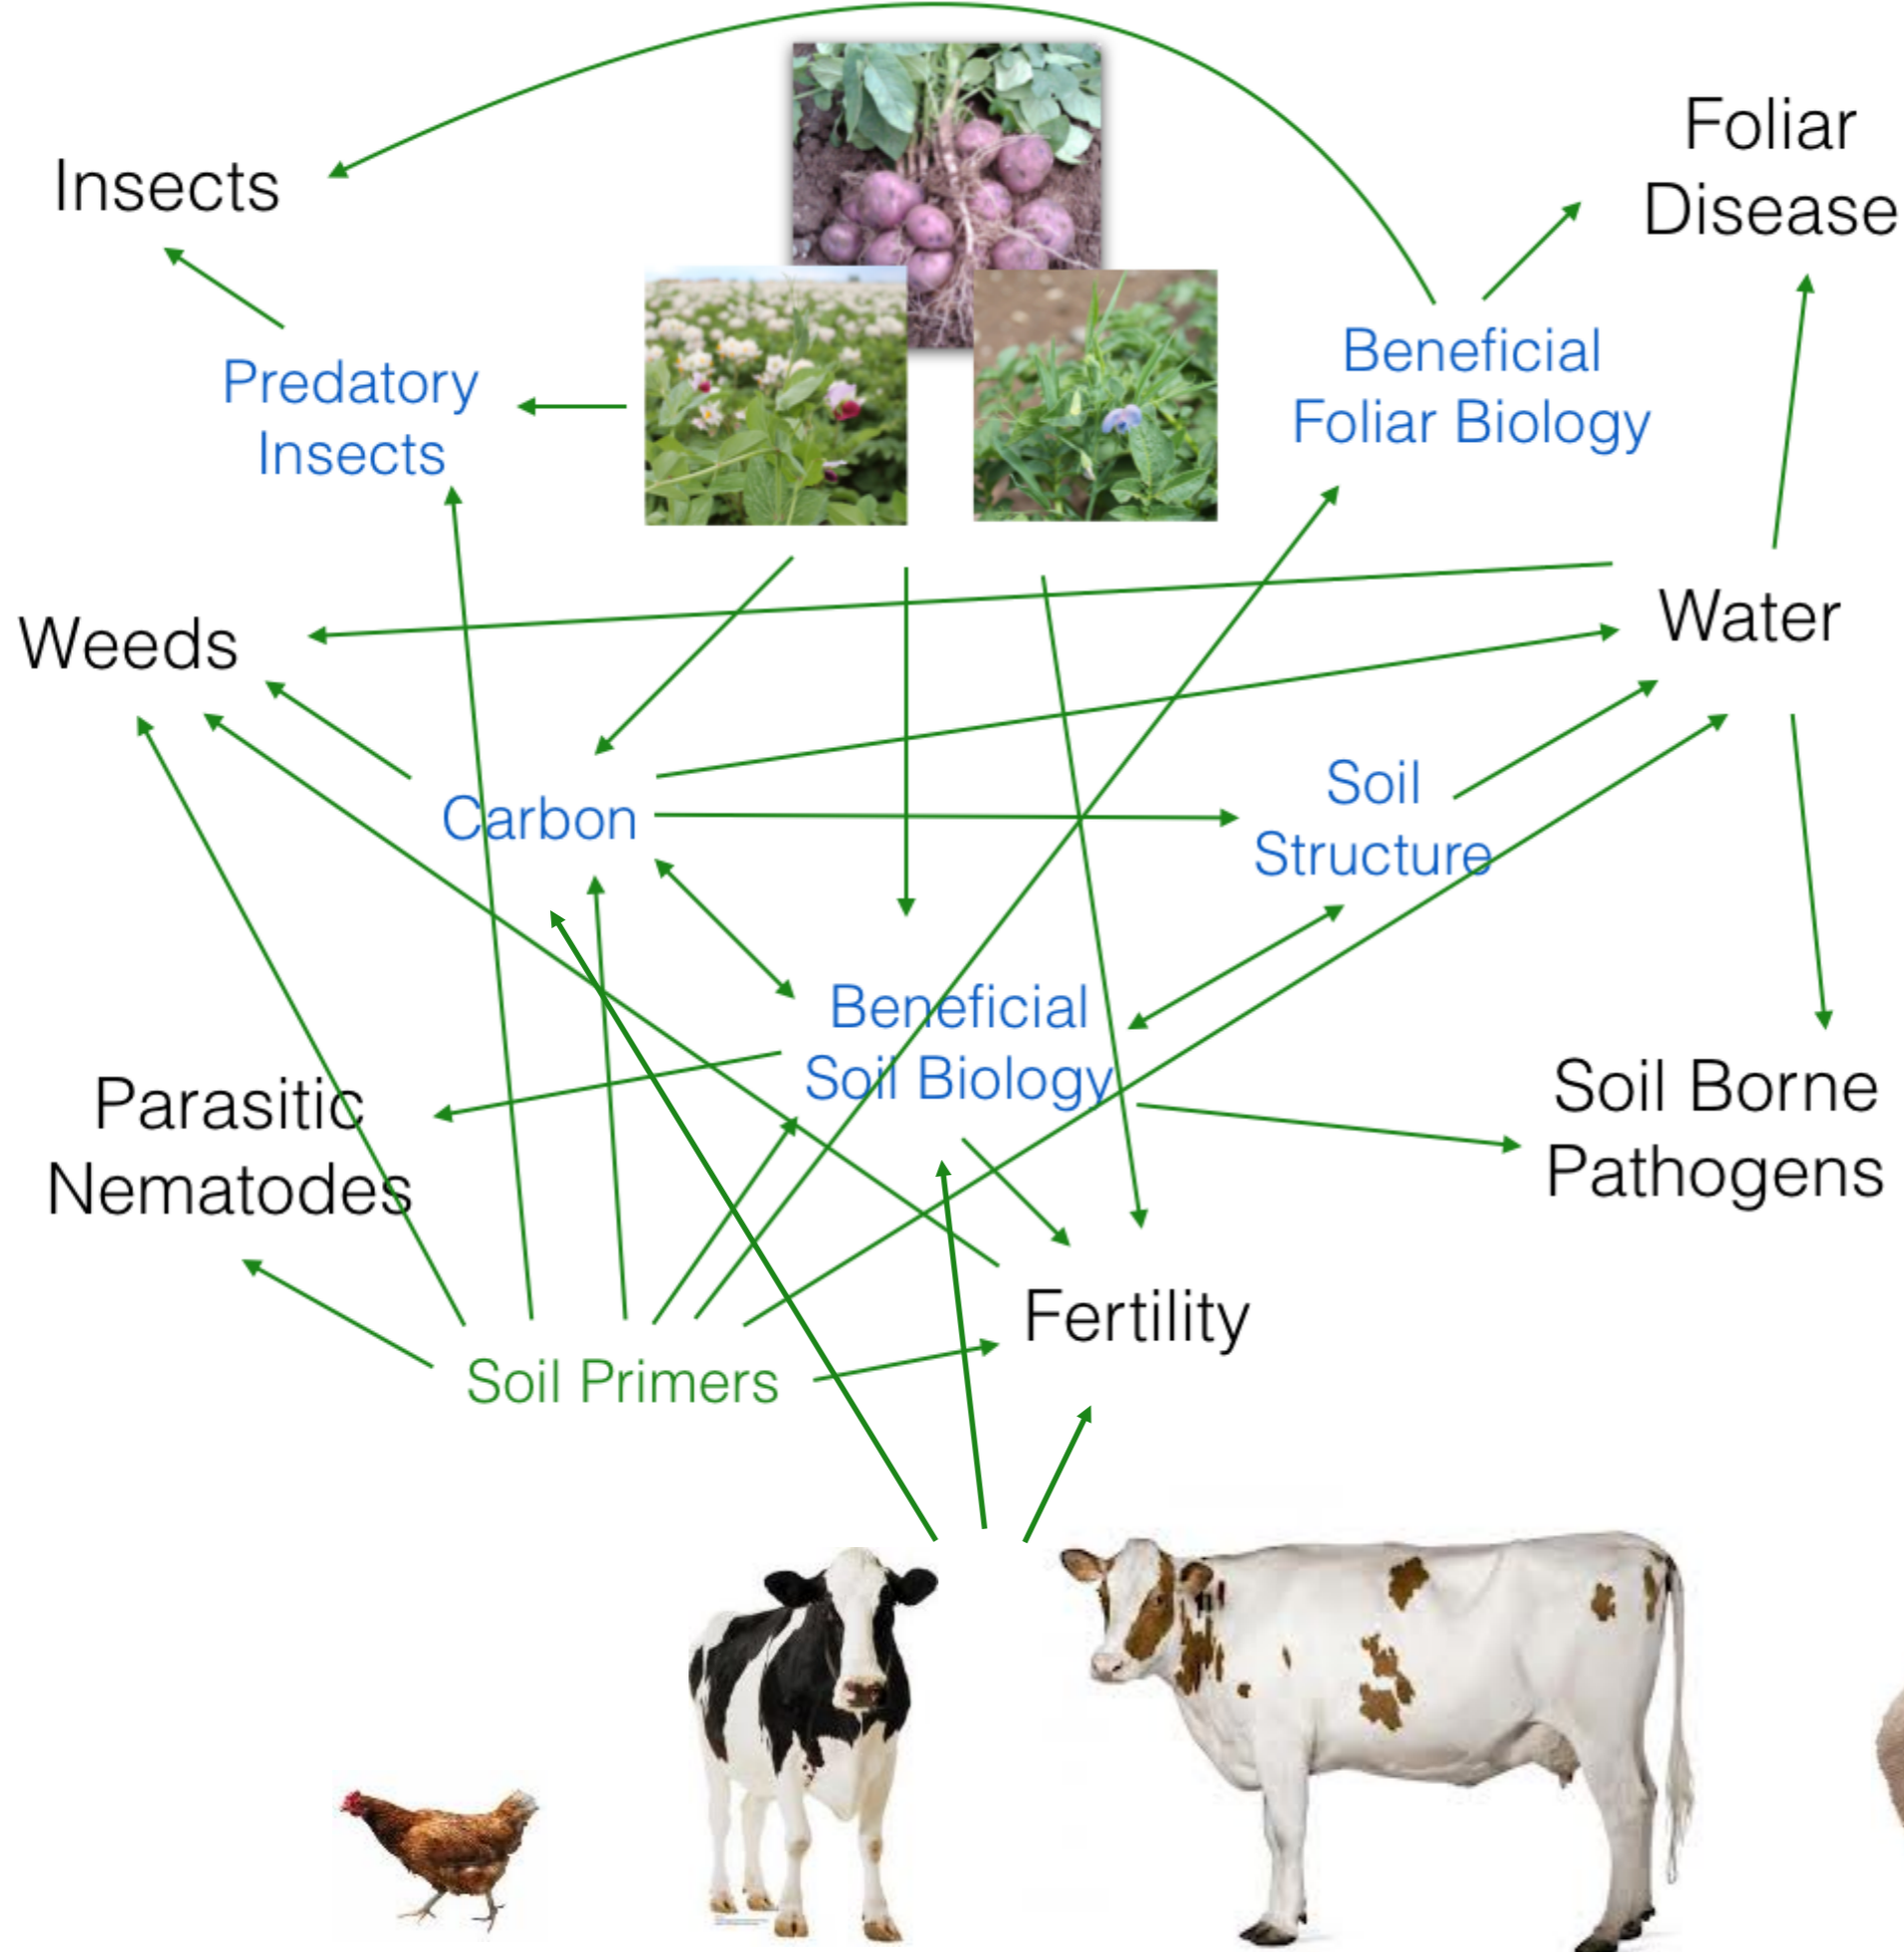 Foliar
Disease
Insects
Beneficial
Foliar Biology
Predatory
Insects
Weeds
Water
Carbon
Soil
Structure
Beneficial
Soil Biology
Parasitic
Nematodes
Soil Borne
Pathogens
Fertility
Soil Primers